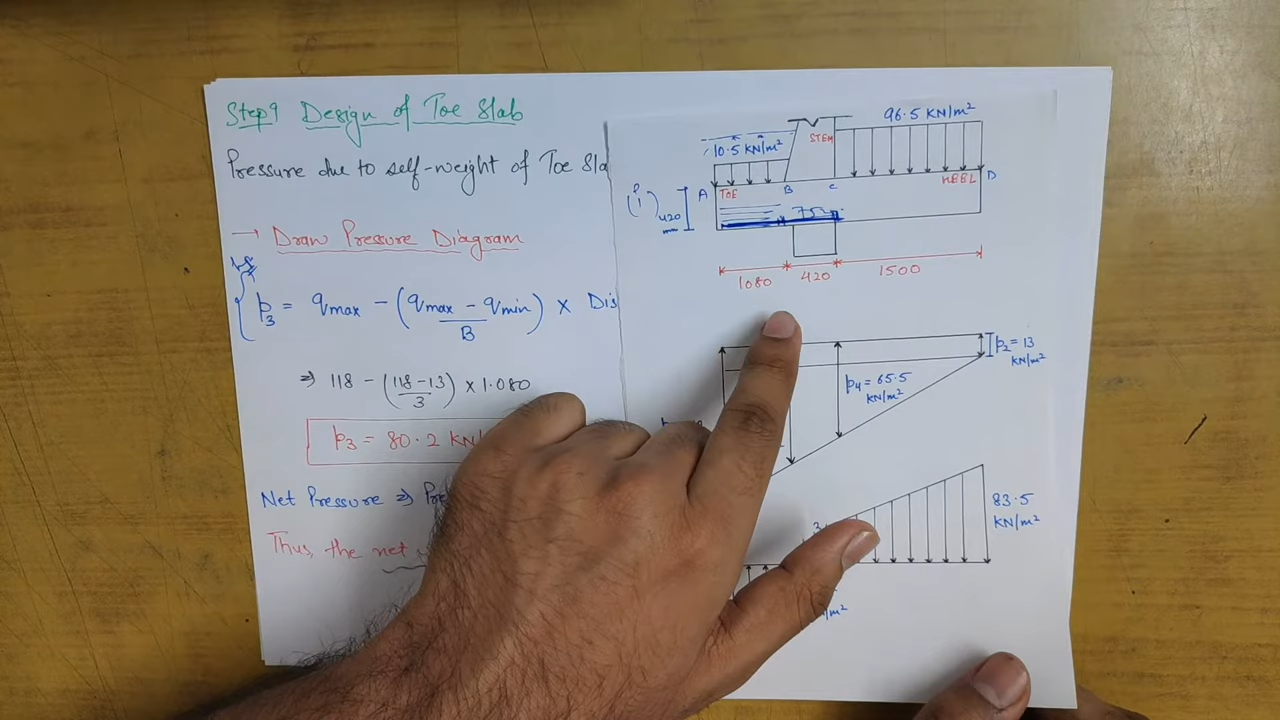 Step9 Design of Toe Slab
Pressure due to self-weight of Toe Sla
→ Draw Pressure Diagram
p3 = qmax - (qmax - qmin / B) × Dis
⇒ 118 - (118-13 / 3) × 1.080
p3 = 80.2 KN/
Net Pressure ⇒ Pre
Thus, the net
96.5 KN/m²
10.5 KN/m²
STEM
A TOE B C HEEL D
420
mm
1080 420 1500
p2 = 13
KN/m²
p4 = 65.5
KN/m²
83.5
KN/m²
/m²